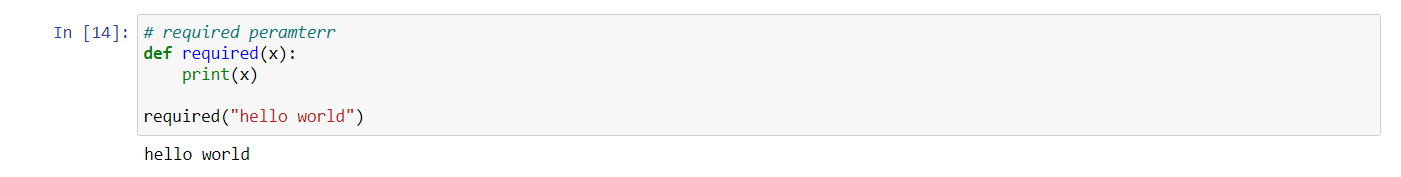 In [14]: # required peramterr
def required(x):
    print(x)
required("hello world")
hello world